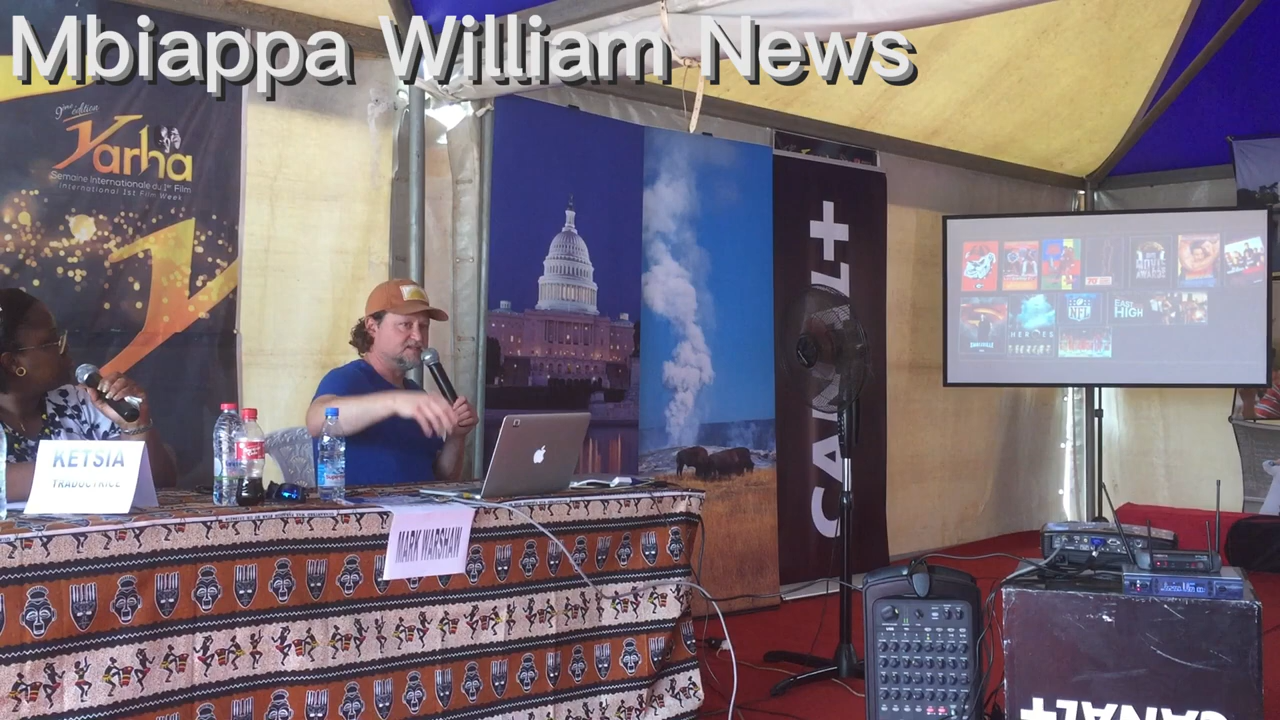 Mbiappa William News
9ème édition
Yarha
Semaine Internationale du 1er Film
International 1st Film Week
CANAL+
KETSIA
TRADUCTRICE
MARK WARSHAW
HEROES
NFL
EAST HIGH
CANAL+